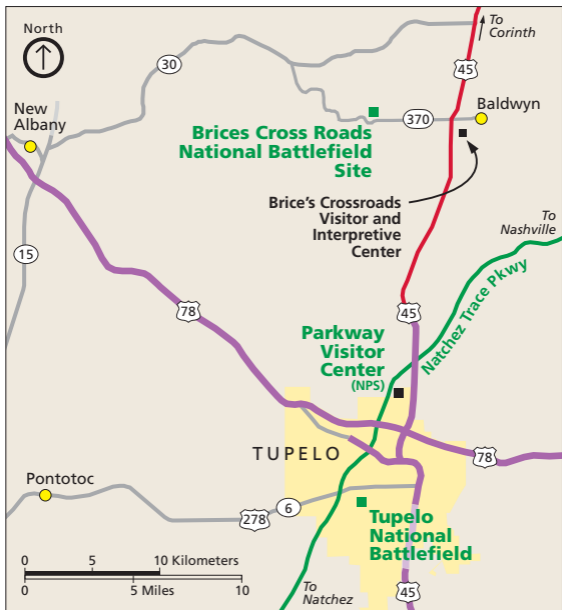 North
To
Corinth
30
45
New
Albany
Baldwyn
370
Brices Cross Roads
National Battlefield
Site
Brice's Crossroads
Visitor and
Interpretive
Center
To
Nashville
15
78
45
Natchez Trace Pkwy
Parkway
Visitor
Center
(NPS)
TUPELO
78
Pontotoc
6
278
Tupelo
National
Battlefield
0 5 10 Kilometers
0 5 Miles 10
To
Natchez
45